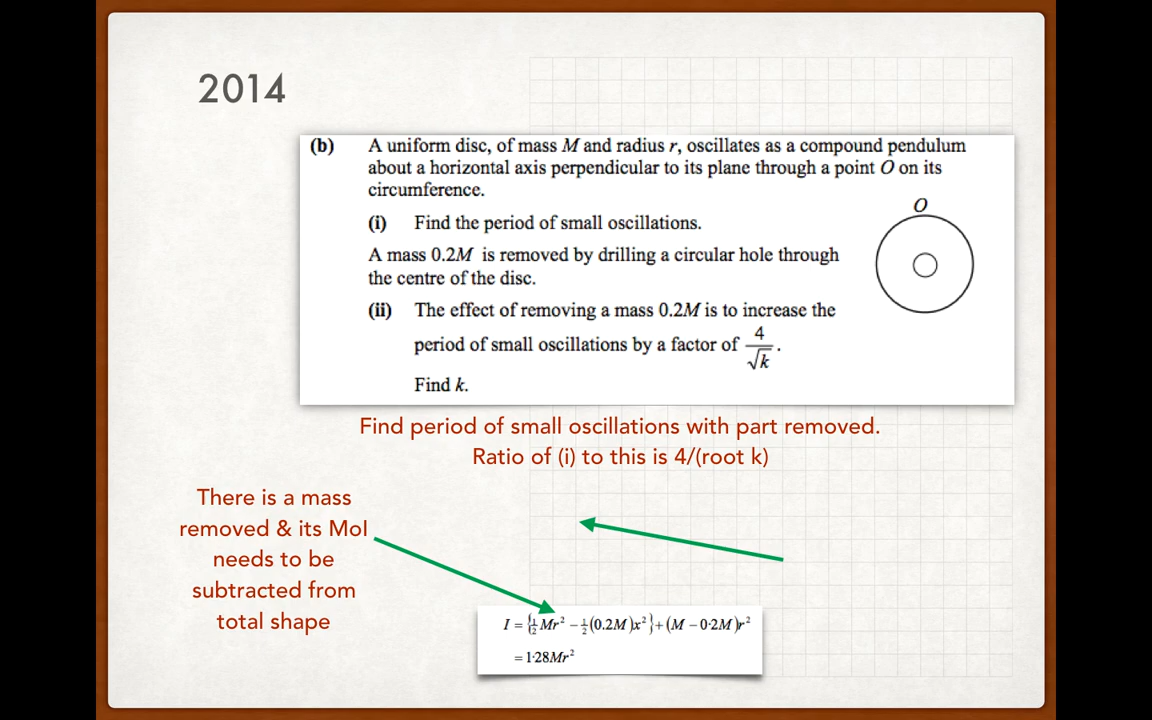 2014
(b) A uniform disc, of mass M and radius r, oscillates as a compound pendulum
about a horizontal axis perpendicular to its plane through a point O on its
circumference.
O
(i) Find the period of small oscillations.
A mass 0.2M is removed by drilling a circular hole through
the centre of the disc.
(ii) The effect of removing a mass 0.2M is to increase the
period of small oscillations by a factor of 4/√k.
Find k.
Find period of small oscillations with part removed.
Ratio of (i) to this is 4/(root k)
There is a mass
removed & its MoI
needs to be
subtracted from
total shape
I = {½Mr² − ½(0.2M)x²} + (M − 0·2M)r²
= 1·28Mr²